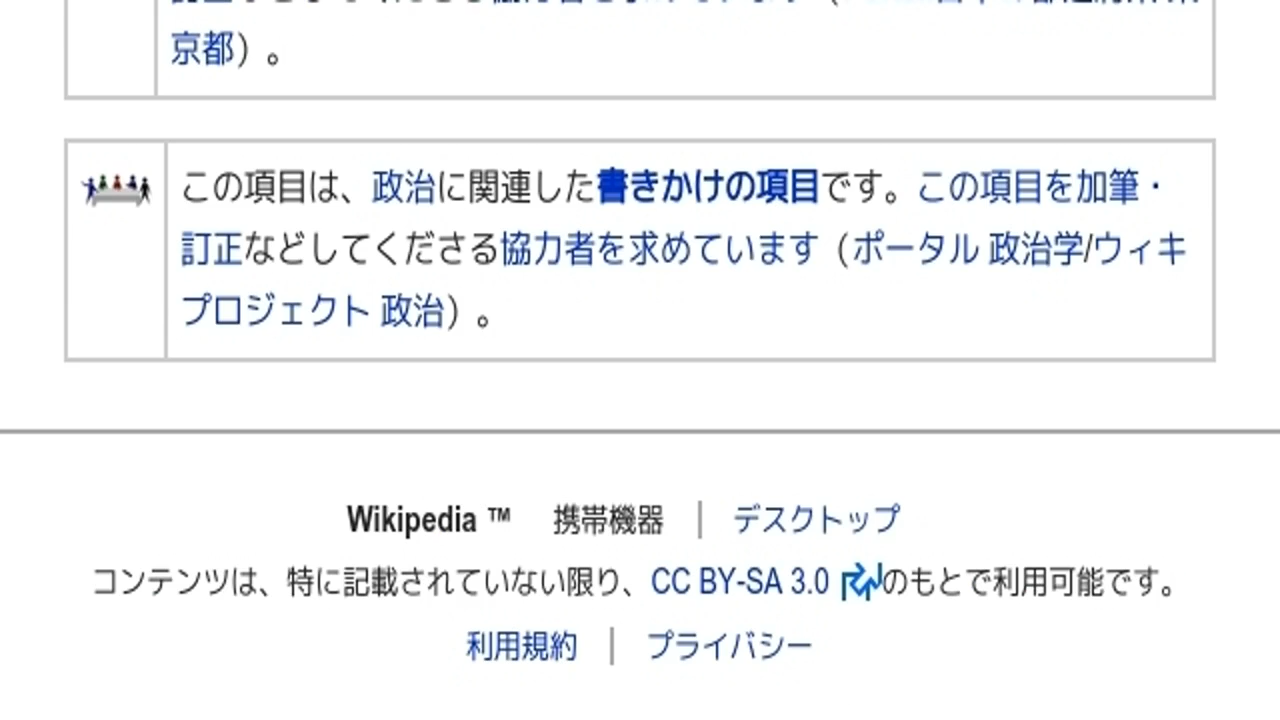 京都）。
この項目は、政治に関連した書きかけの項目です。この項目を加筆・
訂正などしてくださる協力者を求めています（ポータル 政治学/ウィキ
プロジェクト 政治）。
Wikipedia ™ 携帯機器 | デスクトップ
コンテンツは、特に記載されていない限り、CC BY-SA 3.0 のもとで利用可能です。
利用規約 | プライバシー